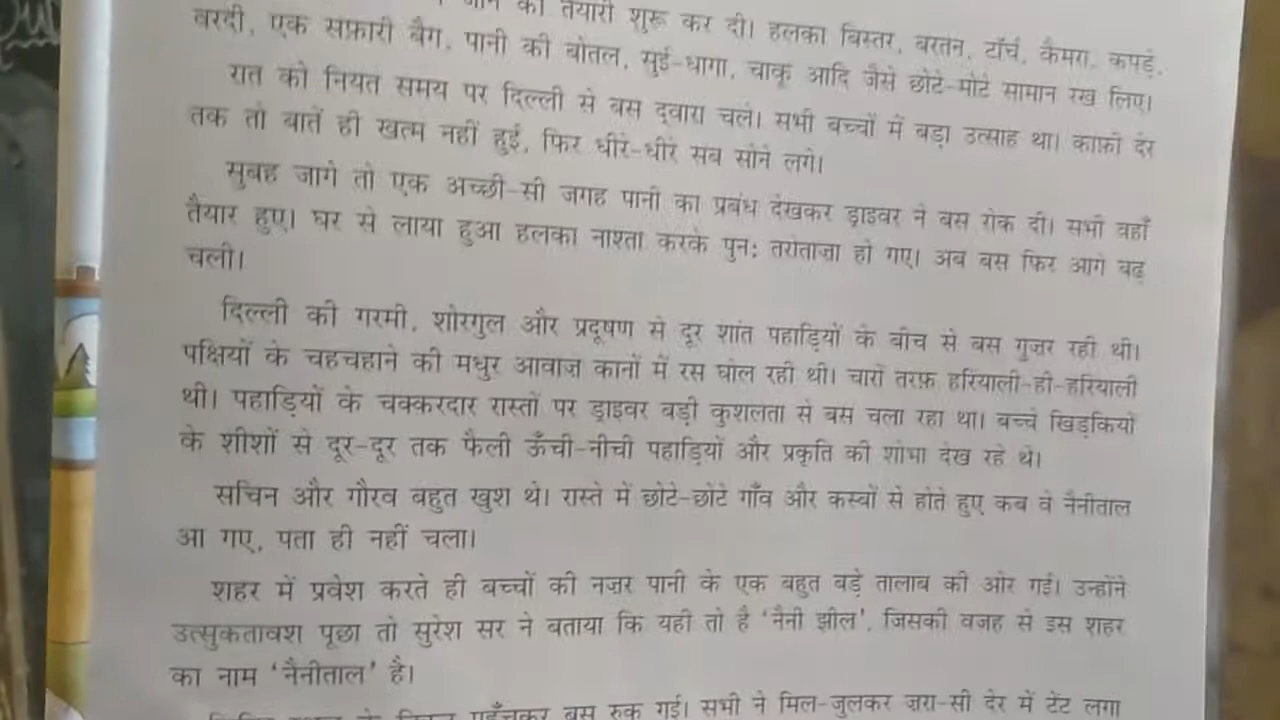 जाने की तैयारी शुरू कर दी। हलका बिस्तर, बरतन, टॉर्च, कैमरा, कपड़े,
वरदी, एक सफ़ारी बैग, पानी की बोतल, सुई-धागा, चाकू आदि जैसे छोटे-मोटे सामान रख लिए।
रात को नियत समय पर दिल्ली से बस द्वारा चले। सभी बच्चों में बड़ा उत्साह था। काफ़ी देर
तक तो बातें ही खत्म नहीं हुईं, फिर धीरे-धीरे सब सोने लगे।
सुबह जागे तो एक अच्छी-सी जगह पानी का प्रबंध देखकर ड्राइवर ने बस रोक दी। सभी वहाँ
तैयार हुए। घर से लाया हुआ हलका नाश्ता करके पुनः तरोताज़ा हो गए। अब बस फिर आगे बढ़
चली।
दिल्ली की गरमी, शोरगुल और प्रदूषण से दूर शांत पहाड़ियों के बीच से बस गुज़र रही थी।
पक्षियों के चहचहाने की मधुर आवाज़ कानों में रस घोल रही थी। चारों तरफ़ हरियाली-ही-हरियाली
थी। पहाड़ियों के चक्करदार रास्तों पर ड्राइवर बड़ी कुशलता से बस चला रहा था। बच्चे खिड़कियों
के शीशों से दूर-दूर तक फैली ऊँची-नीची पहाड़ियों और प्रकृति की शोभा देख रहे थे।
सचिन और गौरव बहुत खुश थे। रास्ते में छोटे-छोटे गाँव और कस्बों से होते हुए कब वे नैनीताल
आ गए, पता ही नहीं चला।
शहर में प्रवेश करते ही बच्चों की नज़र पानी के एक बहुत बड़े तालाब की ओर गई। उन्होंने
उत्सुकतावश पूछा तो सुरेश सर ने बताया कि यही तो है ‘नैनी झील’, जिसकी वजह से इस शहर
का नाम ‘नैनीताल’ है।
पहुँचकर बस रुक गई। सभी ने मिल-जुलकर ज़रा-सी देर में टेंट लगा